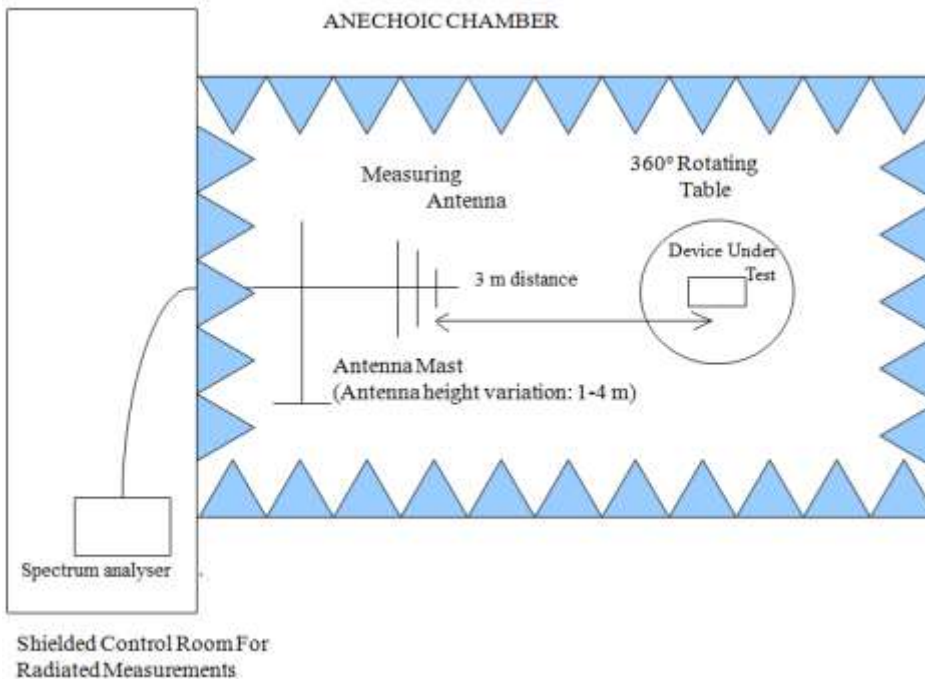 ANECHOIC CHAMBER
Measuring
Antenna
360º Rotating
Table
Device Under
Test
3 m distance
Antenna Mast
(Antenna height variation: 1-4 m)
Spectrum analyser
Shielded Control Room For
Radiated Measurements